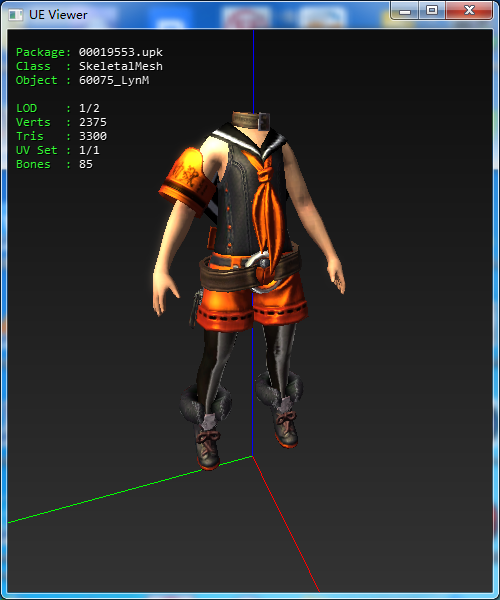 UE Viewer
Package: 00019553.upk
Class : SkeletalMesh
Object : 60075_LynM
LOD : 1/2
Verts : 2375
Tris : 3300
UV Set : 1/1
Bones : 85